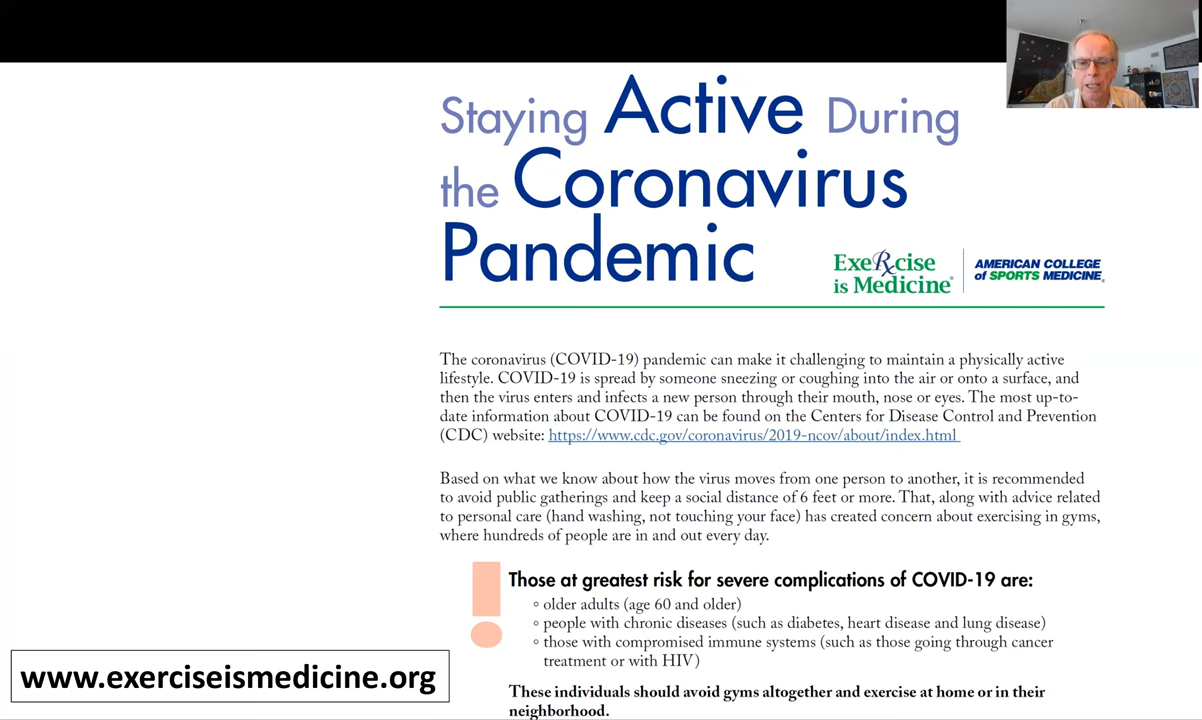 Staying Active During
the Coronavirus
Pandemic
ExeRxcise
is Medicine®
AMERICAN COLLEGE
of SPORTS MEDICINE®
The coronavirus (COVID-19) pandemic can make it challenging to maintain a physically active
lifestyle. COVID-19 is spread by someone sneezing or coughing into the air or onto a surface, and
then the virus enters and infects a new person through their mouth, nose or eyes. The most up-to-
date information about COVID-19 can be found on the Centers for Disease Control and Prevention
(CDC) website: https://www.cdc.gov/coronavirus/2019-ncov/about/index.html
Based on what we know about how the virus moves from one person to another, it is recommended
to avoid public gatherings and keep a social distance of 6 feet or more. That, along with advice related
to personal care (hand washing, not touching your face) has created concern about exercising in gyms,
where hundreds of people are in and out every day.
! Those at greatest risk for severe complications of COVID-19 are:
° older adults (age 60 and older)
° people with chronic diseases (such as diabetes, heart disease and lung disease)
° those with compromised immune systems (such as those going through cancer
treatment or with HIV)
These individuals should avoid gyms altogether and exercise at home or in their
neighborhood.
www.exerciseismedicine.org